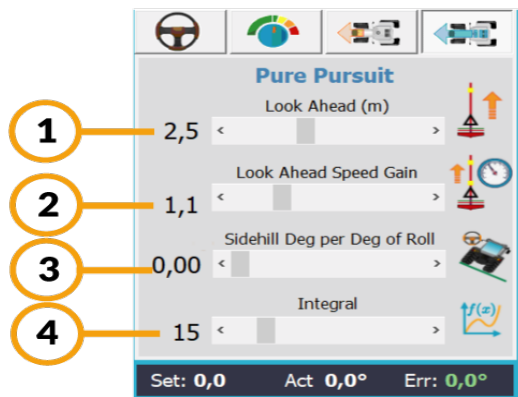 Pure Pursuit
Look Ahead (m)
1
2,5
<
>
Look Ahead Speed Gain
2
1,1
<
>
Sidehill Deg per Deg of Roll
3
0,00
<
>
Integral
f(x)
4
15
<
>
Set: 0,0 Act 0,0° Err: 0,0°